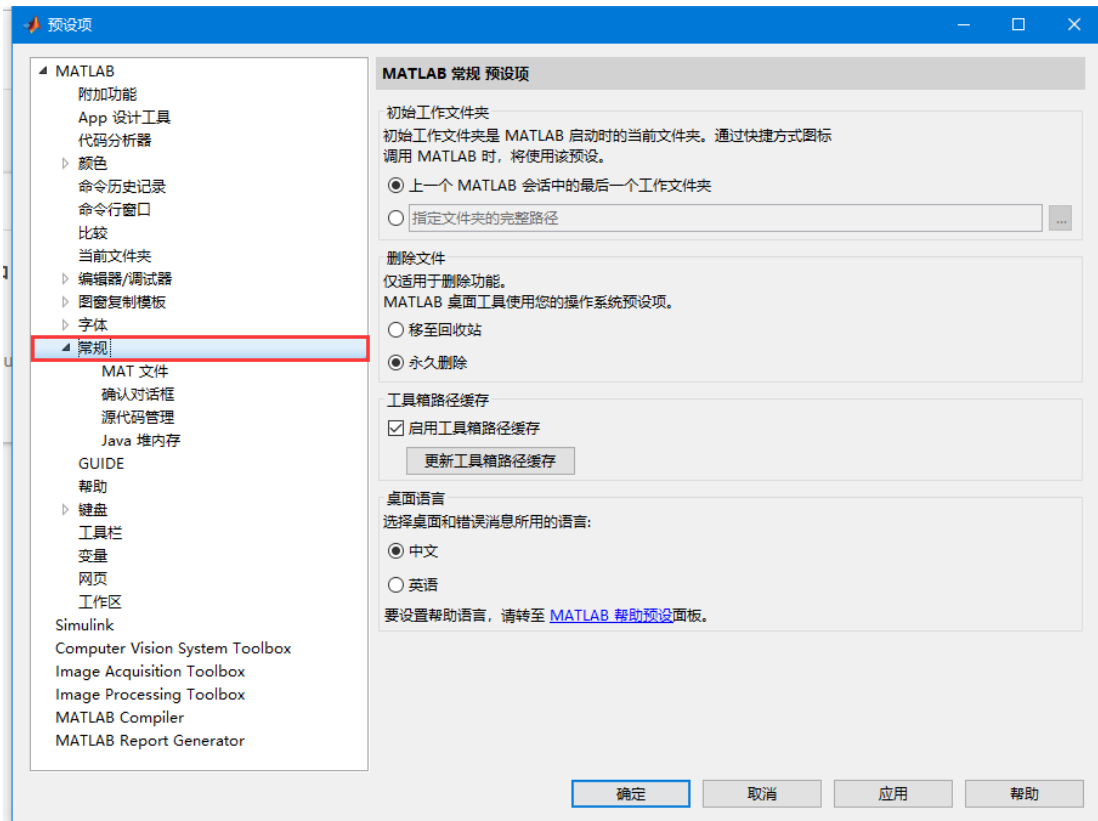 预设项
MATLAB
附加功能
App 设计工具
代码分析器
颜色
命令历史记录
命令行窗口
比较
当前文件夹
编辑器/调试器
图窗复制模板
字体
常规
MAT 文件
确认对话框
源代码管理
Java 堆内存
GUIDE
帮助
键盘
工具栏
变量
网页
工作区
Simulink
Computer Vision System Toolbox
Image Acquisition Toolbox
Image Processing Toolbox
MATLAB Compiler
MATLAB Report Generator
MATLAB 常规 预设项
初始工作文件夹
初始工作文件夹是 MATLAB 启动时的当前文件夹。通过快捷方式图标
调用 MATLAB 时，将使用该预设。
上一个 MATLAB 会话中的最后一个工作文件夹
指定文件夹的完整路径
...
删除文件
仅适用于删除功能。
MATLAB 桌面工具使用您的操作系统预设项。
移至回收站
永久删除
工具箱路径缓存
启用工具箱路径缓存
更新工具箱路径缓存
桌面语言
选择桌面和错误消息所用的语言:
中文
英语
要设置帮助语言，请转至 MATLAB 帮助预设面板。
确定
取消
应用
帮助